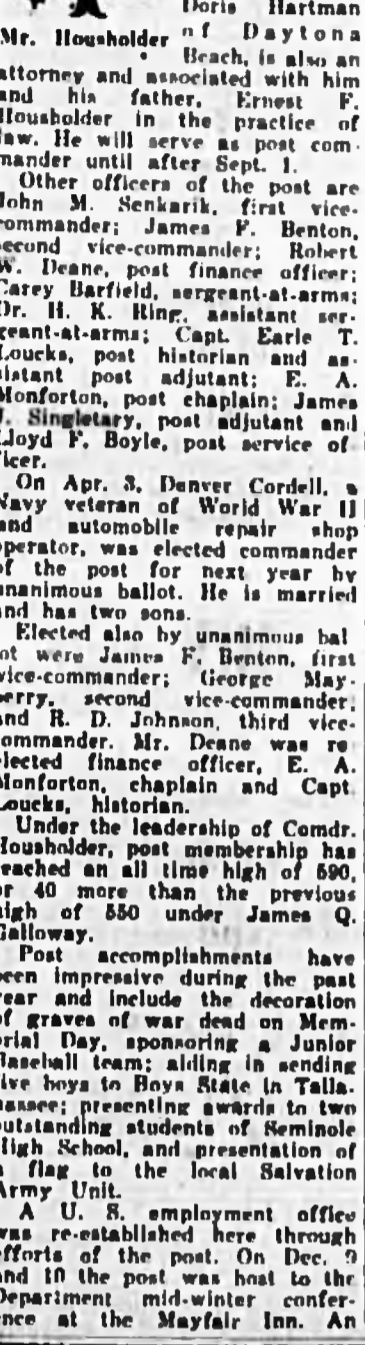 Doris Hartman
Mr. Housholder of Daytona
Beach, is also an
attorney and associated with him
and his father, Ernest F.
Housholder in the practice of
law. He will serve as post com-
mander until after Sept. 1.
Other officers of the post are
John M. Senkarik, first vice-
commander; James F. Benton,
second vice-commander; Robert
W. Deane, post finance officer;
Carey Barfield, sergeant-at-arms;
Dr. H. K. Ring, assistant ser-
geant-at-arms; Capt. Earle T.
Loucks, post historian and as-
sistant post adjutant; E. A.
Monforton, post chaplain; James
J. Singletary, post adjutant and
Lloyd F. Boyle, post service of
ficer.
On Apr. 3, Denver Cordell, a
Navy veteran of World War II
and automobile repair shop
operator, was elected commander
of the post for next year by
unanimous ballot. He is married
and has two sons.
Elected also by unanimous bal
lot were James F. Benton, first
vice-commander; George May-
berry, second vice-commander;
and R. D. Johnson, third vice-
commander. Mr. Deane was re
elected finance officer, E. A.
Monforton, chaplain and Capt.
Loucks, historian.
Under the leadership of Comdr.
Housholder, post membership has
reached an all time high of 590,
or 40 more than the previous
high of 550 under James Q.
Galloway.
Post accomplishments have
been impressive during the past
year and include the decoration
of graves of war dead on Mem-
orial Day, sponsoring a Junior
Baseball team; aiding in sending
five boys to Boys State in Talla-
hassee; presenting awards to two
outstanding students of Seminole
High School, and presentation of
a flag to the local Salvation
Army Unit.
A U. S. employment office
was re-established here through
efforts of the post. On Dec. 9
and 10 the post was host to the
Department mid-winter confer-
ence at the Mayfair Inn. An